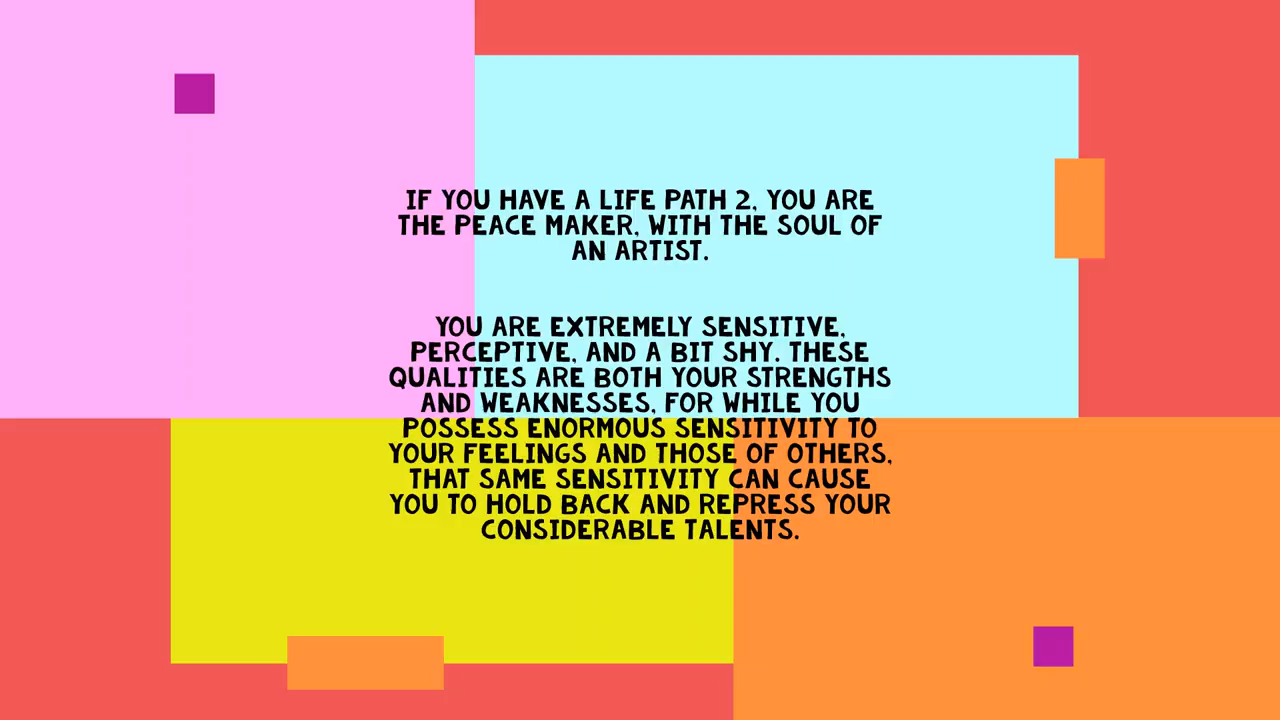 IF YOU HAVE A LIFE PATH 2, YOU ARE
THE PEACE MAKER, WITH THE SOUL OF
AN ARTIST.
YOU ARE EXTREMELY SENSITIVE,
PERCEPTIVE, AND A BIT SHY. THESE
QUALITIES ARE BOTH YOUR STRENGTHS
AND WEAKNESSES, FOR WHILE YOU
POSSESS ENORMOUS SENSITIVITY TO
YOUR FEELINGS AND THOSE OF OTHERS,
THAT SAME SENSITIVITY CAN CAUSE
YOU TO HOLD BACK AND REPRESS YOUR
CONSIDERABLE TALENTS.